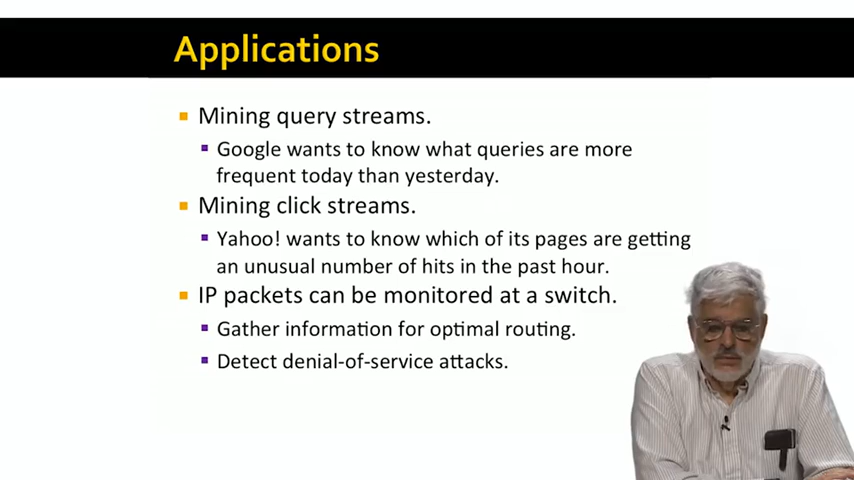 Applications
Mining query streams.
Google wants to know what queries are more
frequent today than yesterday.
Mining click streams.
Yahoo! wants to know which of its pages are getting
an unusual number of hits in the past hour.
IP packets can be monitored at a switch.
Gather information for optimal routing.
Detect denial-of-service attacks.